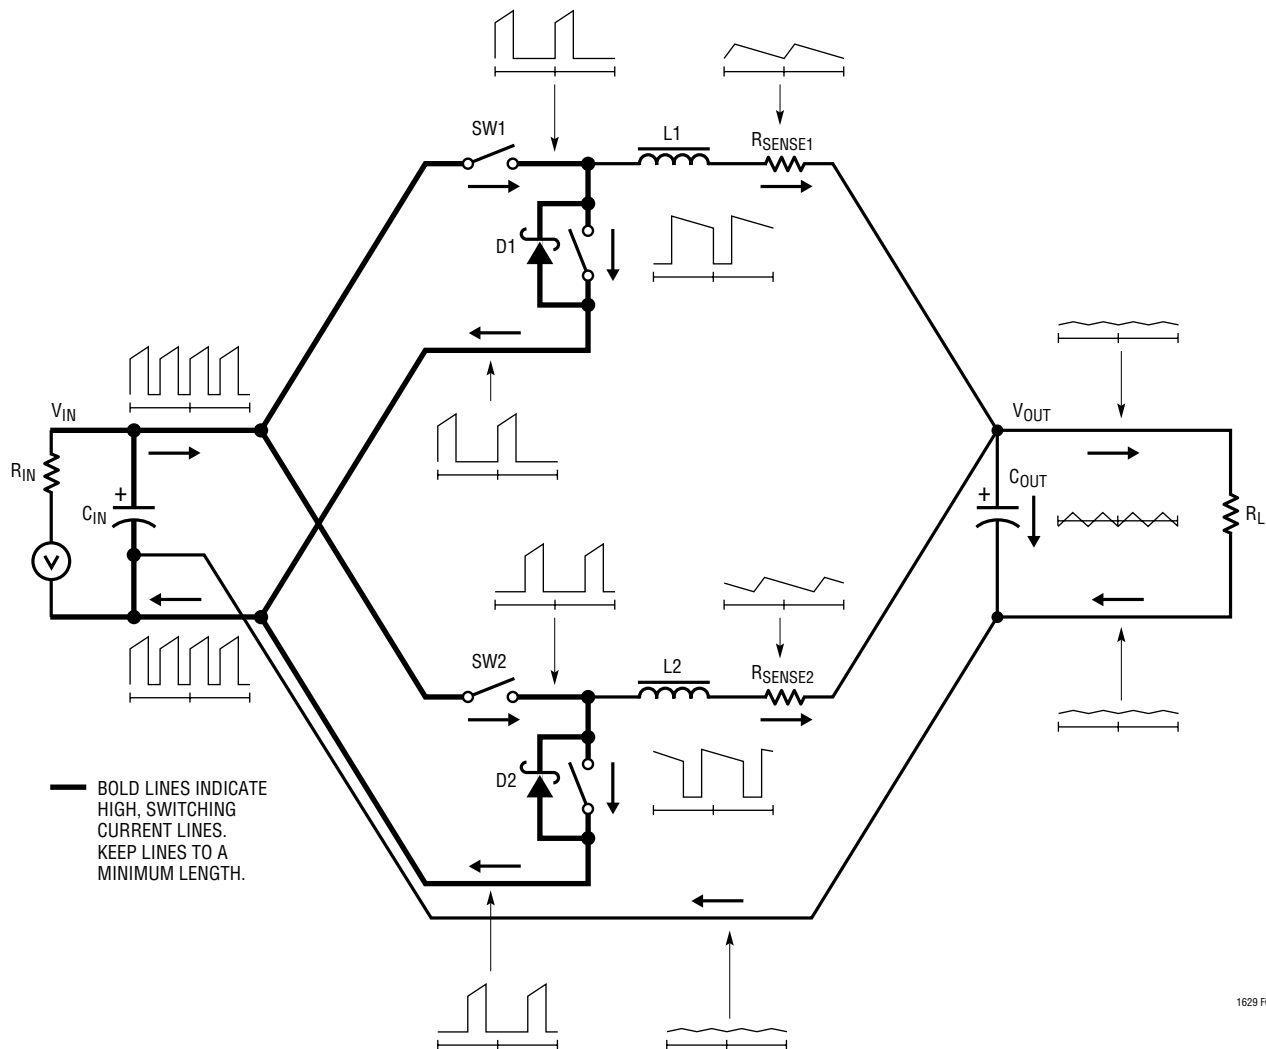 SW1
L1
RSENSE1
D1
VIN
VOUT
RIN
CIN
+
COUT
+
RL
V
SW2
L2
RSENSE2
D2
BOLD LINES INDICATE
HIGH, SWITCHING
CURRENT LINES.
KEEP LINES TO A
MINIMUM LENGTH.
1629